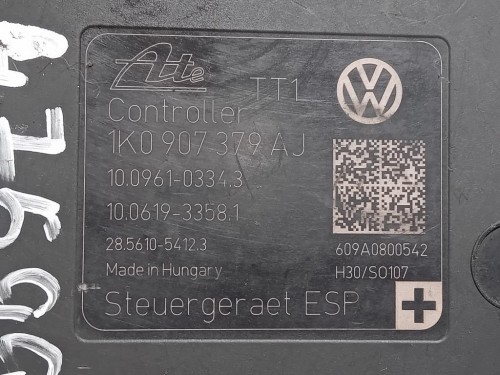 Ate
TT1
Controller
1K0 907 379 AJ
10.0961-0334.3
10.0619-3358.1
28.5610-5412.3
609A0800542
Made in Hungary
H30/SO107
Steuergeraet ESP